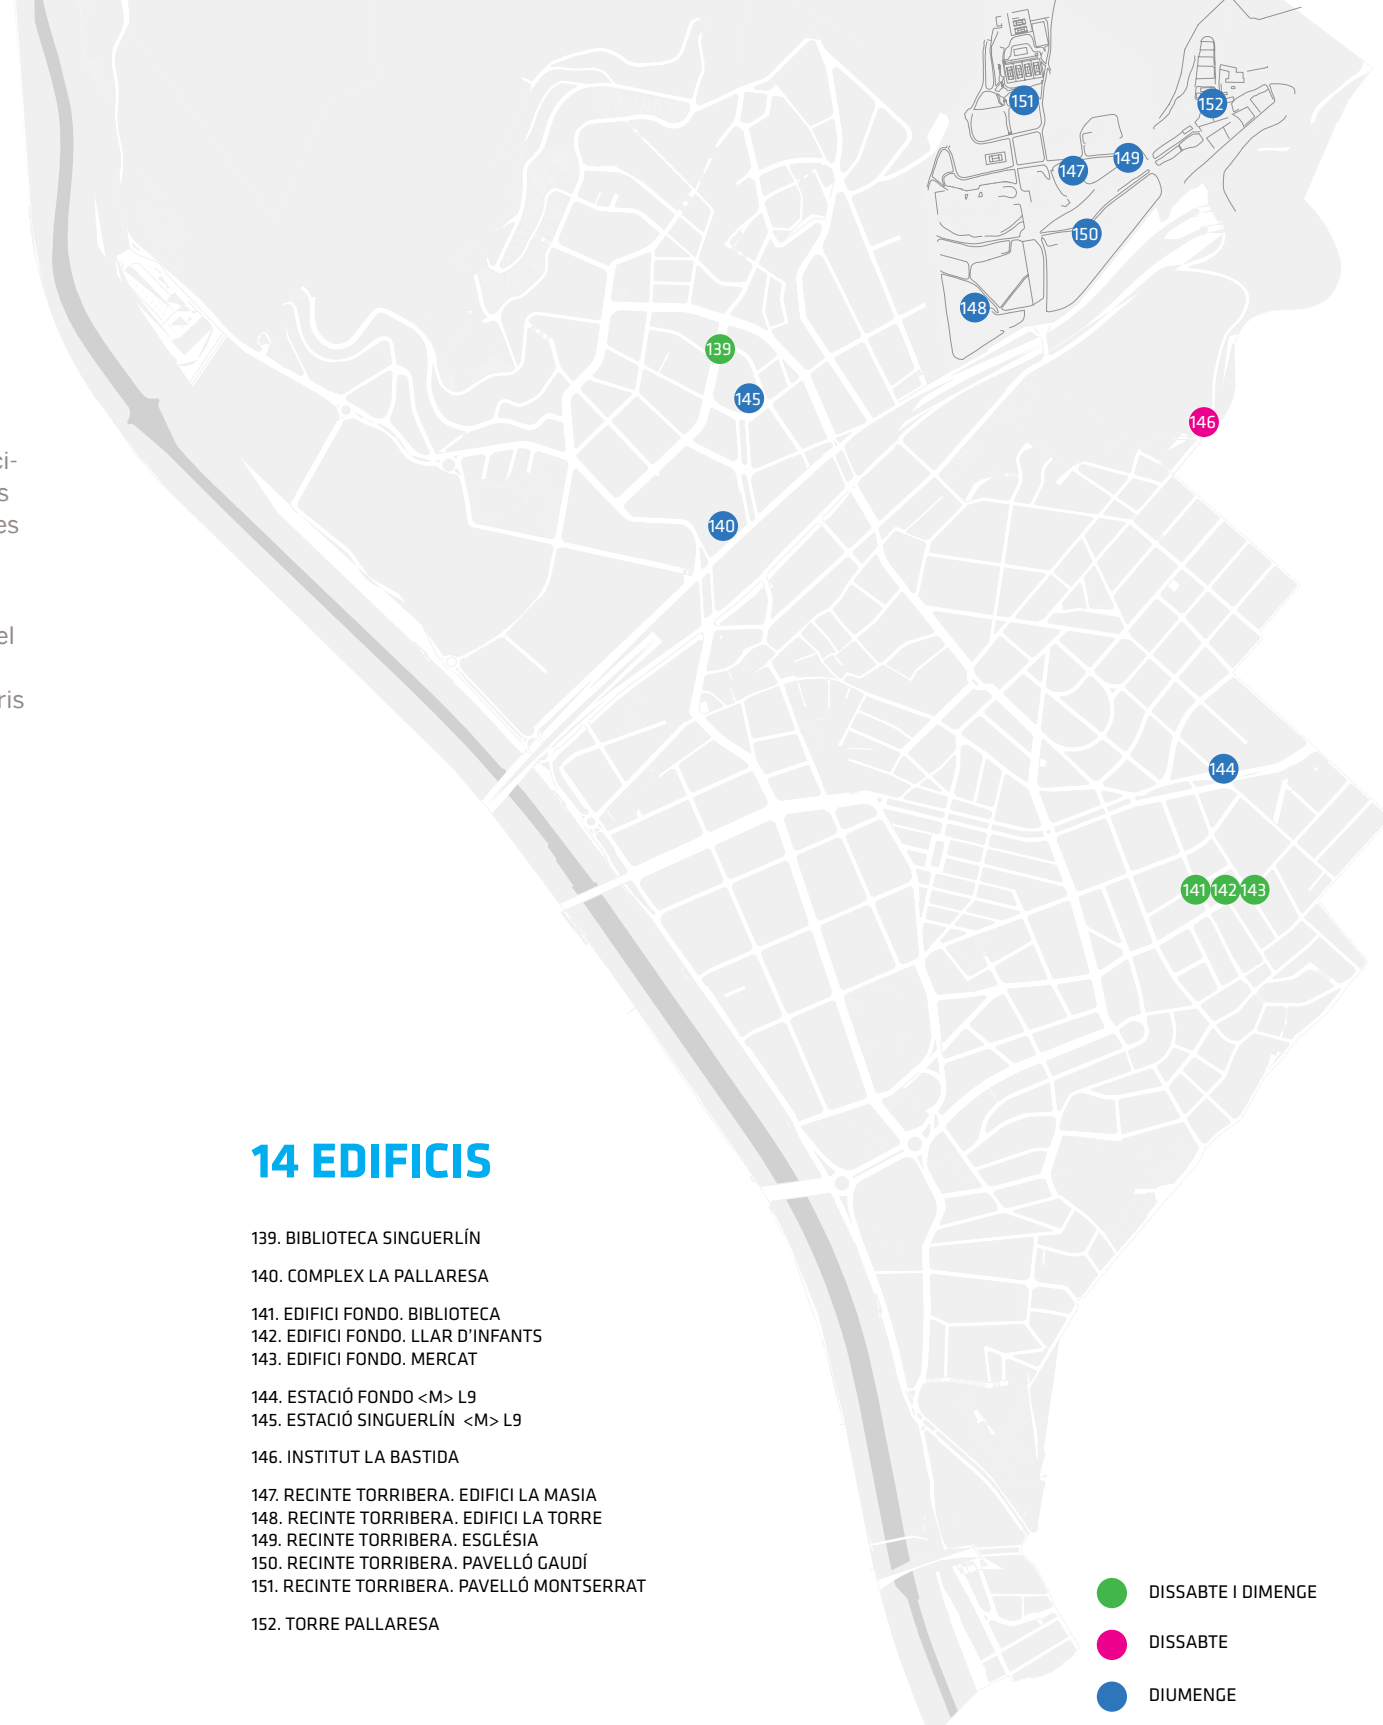 151
152
149
147
150
148
139
145
146
140
144
141 142 143
14 EDIFICIS
139. BIBLIOTECA SINGUERLÍN
140. COMPLEX LA PALLARESA
141. EDIFICI FONDO. BIBLIOTECA
142. EDIFICI FONDO. LLAR D'INFANTS
143. EDIFICI FONDO. MERCAT
144. ESTACIÓ FONDO <M> L9
145. ESTACIÓ SINGUERLÍN <M> L9
146. INSTITUT LA BASTIDA
147. RECINTE TORRIBERA. EDIFICI LA MASIA
148. RECINTE TORRIBERA. EDIFICI LA TORRE
149. RECINTE TORRIBERA. ESGLÉSIA
150. RECINTE TORRIBERA. PAVELLÓ GAUDÍ
151. RECINTE TORRIBERA. PAVELLÓ MONTSERRAT
152. TORRE PALLARESA
DISSABTE I DIMENGE
DISSABTE
DIUMENGE